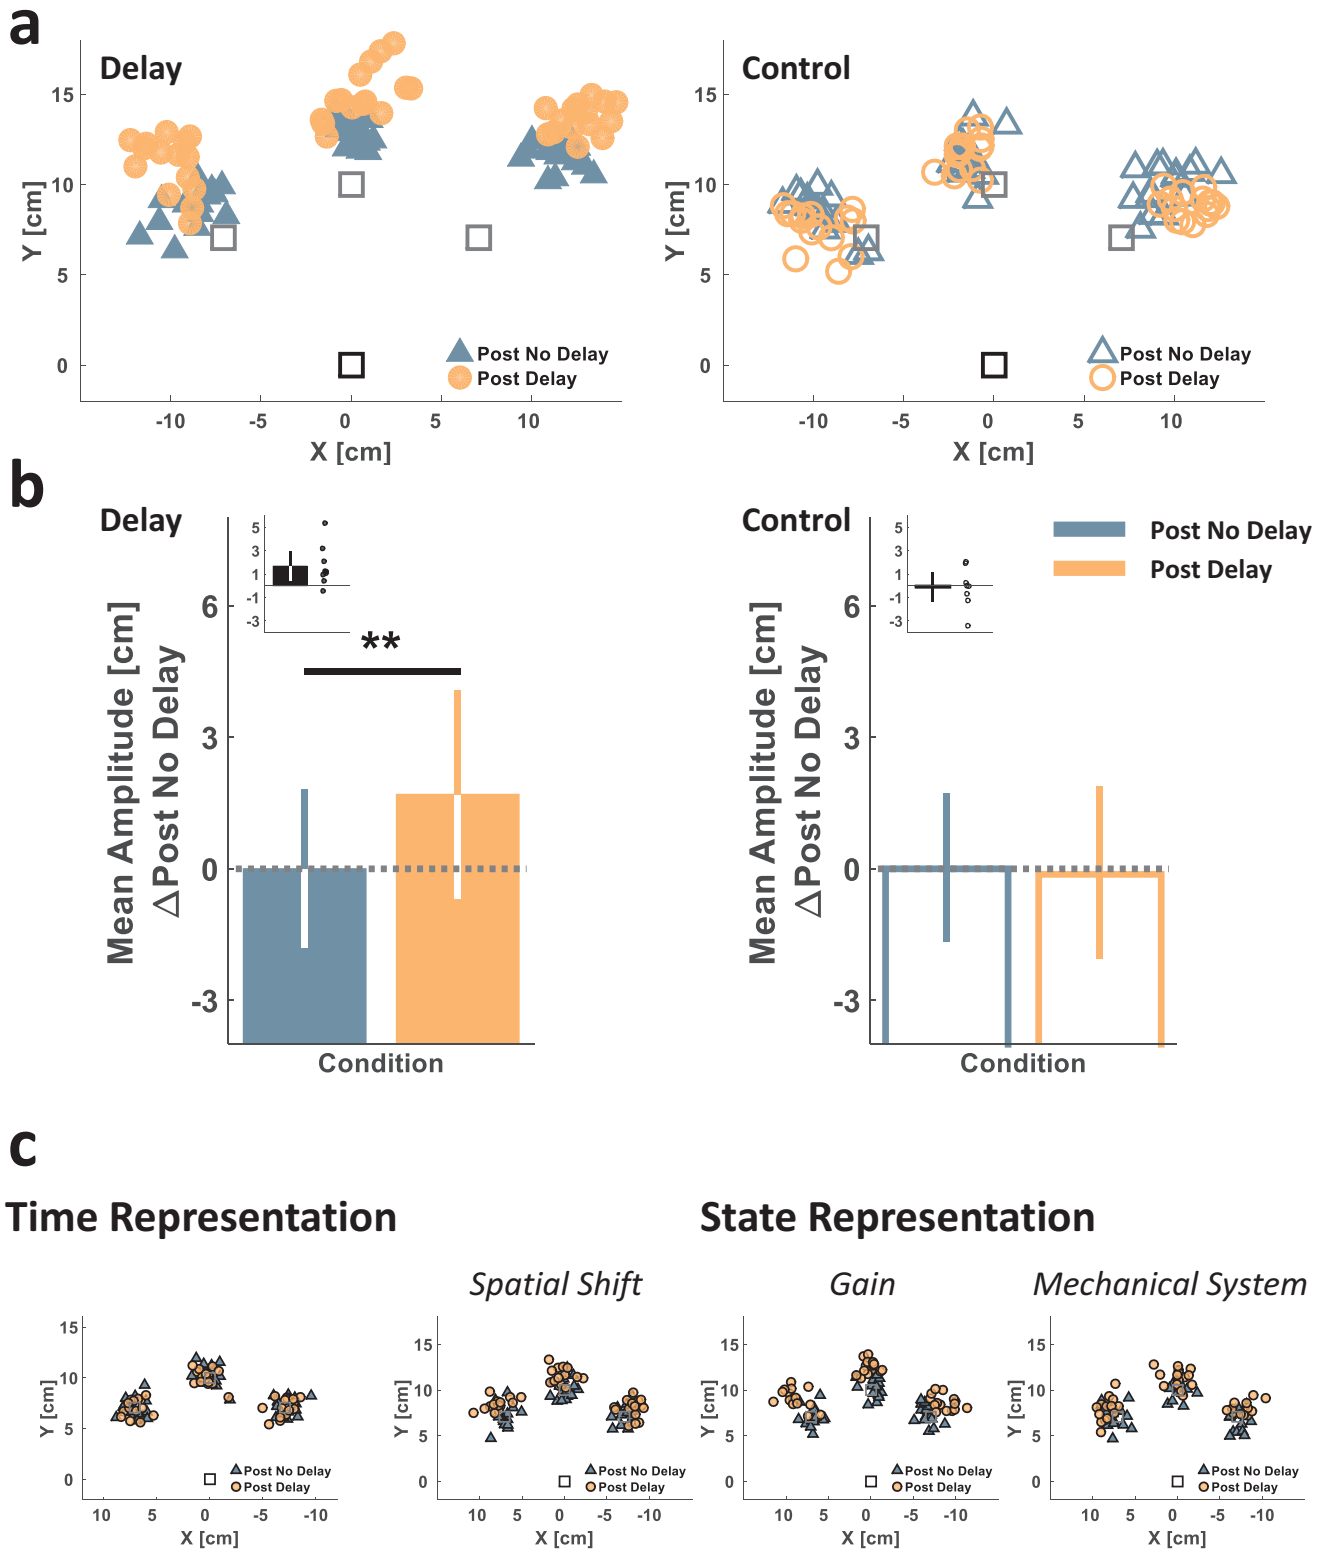 a
Delay
15
10
5
0
Y [cm]
-10
-5
0
5
10
X [cm]
Post No Delay
Post Delay
Control
15
10
5
0
Y [cm]
-10
-5
0
5
10
X [cm]
Post No Delay
Post Delay
b
Delay
5
3
1
-1
-3
**
6
3
0
-3
Mean Amplitude [cm]
ΔPost No Delay
Condition
Control
5
3
1
-1
-3
6
3
0
-3
Mean Amplitude [cm]
ΔPost No Delay
Condition
Post No Delay
Post Delay
c
Time Representation
State Representation
Spatial Shift
Gain
Mechanical System
15
10
5
0
Y [cm]
10
5
0
-5
-10
X [cm]
Post No Delay
Post Delay
15
10
5
0
Y [cm]
10
5
0
-5
-10
X [cm]
Post No Delay
Post Delay
15
10
5
0
Y [cm]
10
5
0
-5
-10
X [cm]
Post No Delay
Post Delay
15
10
5
0
Y [cm]
10
5
0
-5
-10
X [cm]
Post No Delay
Post Delay